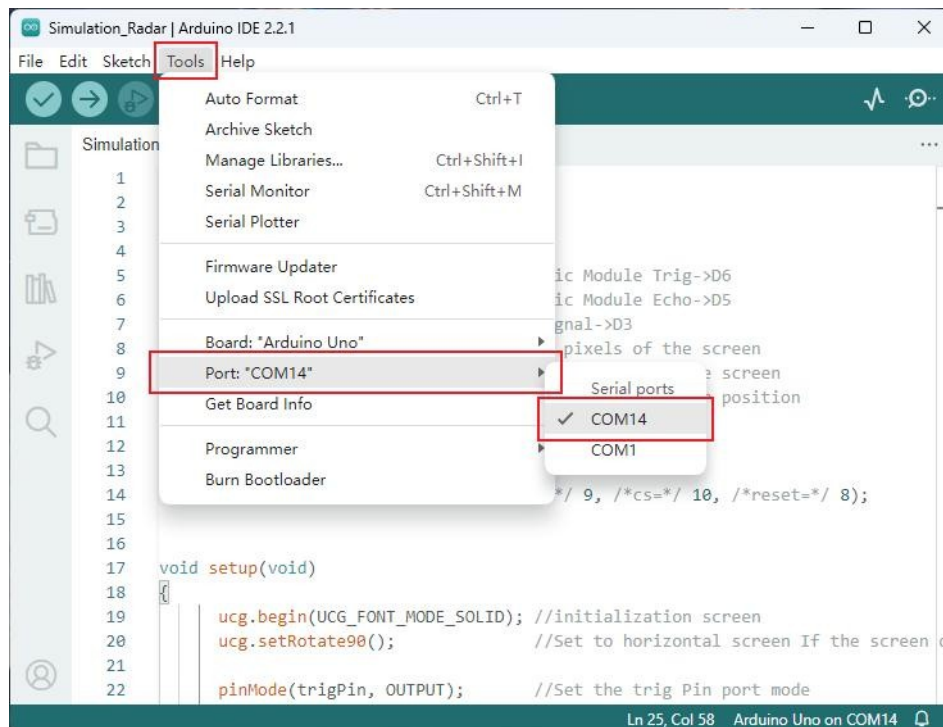 Simulation_Radar | Arduino IDE 2.2.1
File Edit Sketch Tools Help
Simulation
Auto Format Ctrl+T
Archive Sketch
Manage Libraries... Ctrl+Shift+I
Serial Monitor Ctrl+Shift+M
Serial Plotter
Firmware Updater
Upload SSL Root Certificates
Board: "Arduino Uno"
Port: "COM14"
Get Board Info
Programmer
Burn Bootloader
Serial ports
COM14
COM1
1
2
3
4
5 ic Module Trig->D6
6 ic Module Echo->D5
7 gnal->D3
8 pixels of the screen
9 e screen
10 position
11
12
13
14 */ 9, /*cs=*/ 10, /*reset=*/ 8);
15
16
17 void setup(void)
18 {
19 ucg.begin(UCG_FONT_MODE_SOLID); //initialization screen
20 ucg.setRotate90(); //Set to horizontal screen If the screen
21
22 pinMode(trigPin, OUTPUT); //Set the trig Pin port mode
Ln 25, Col 58 Arduino Uno on COM14